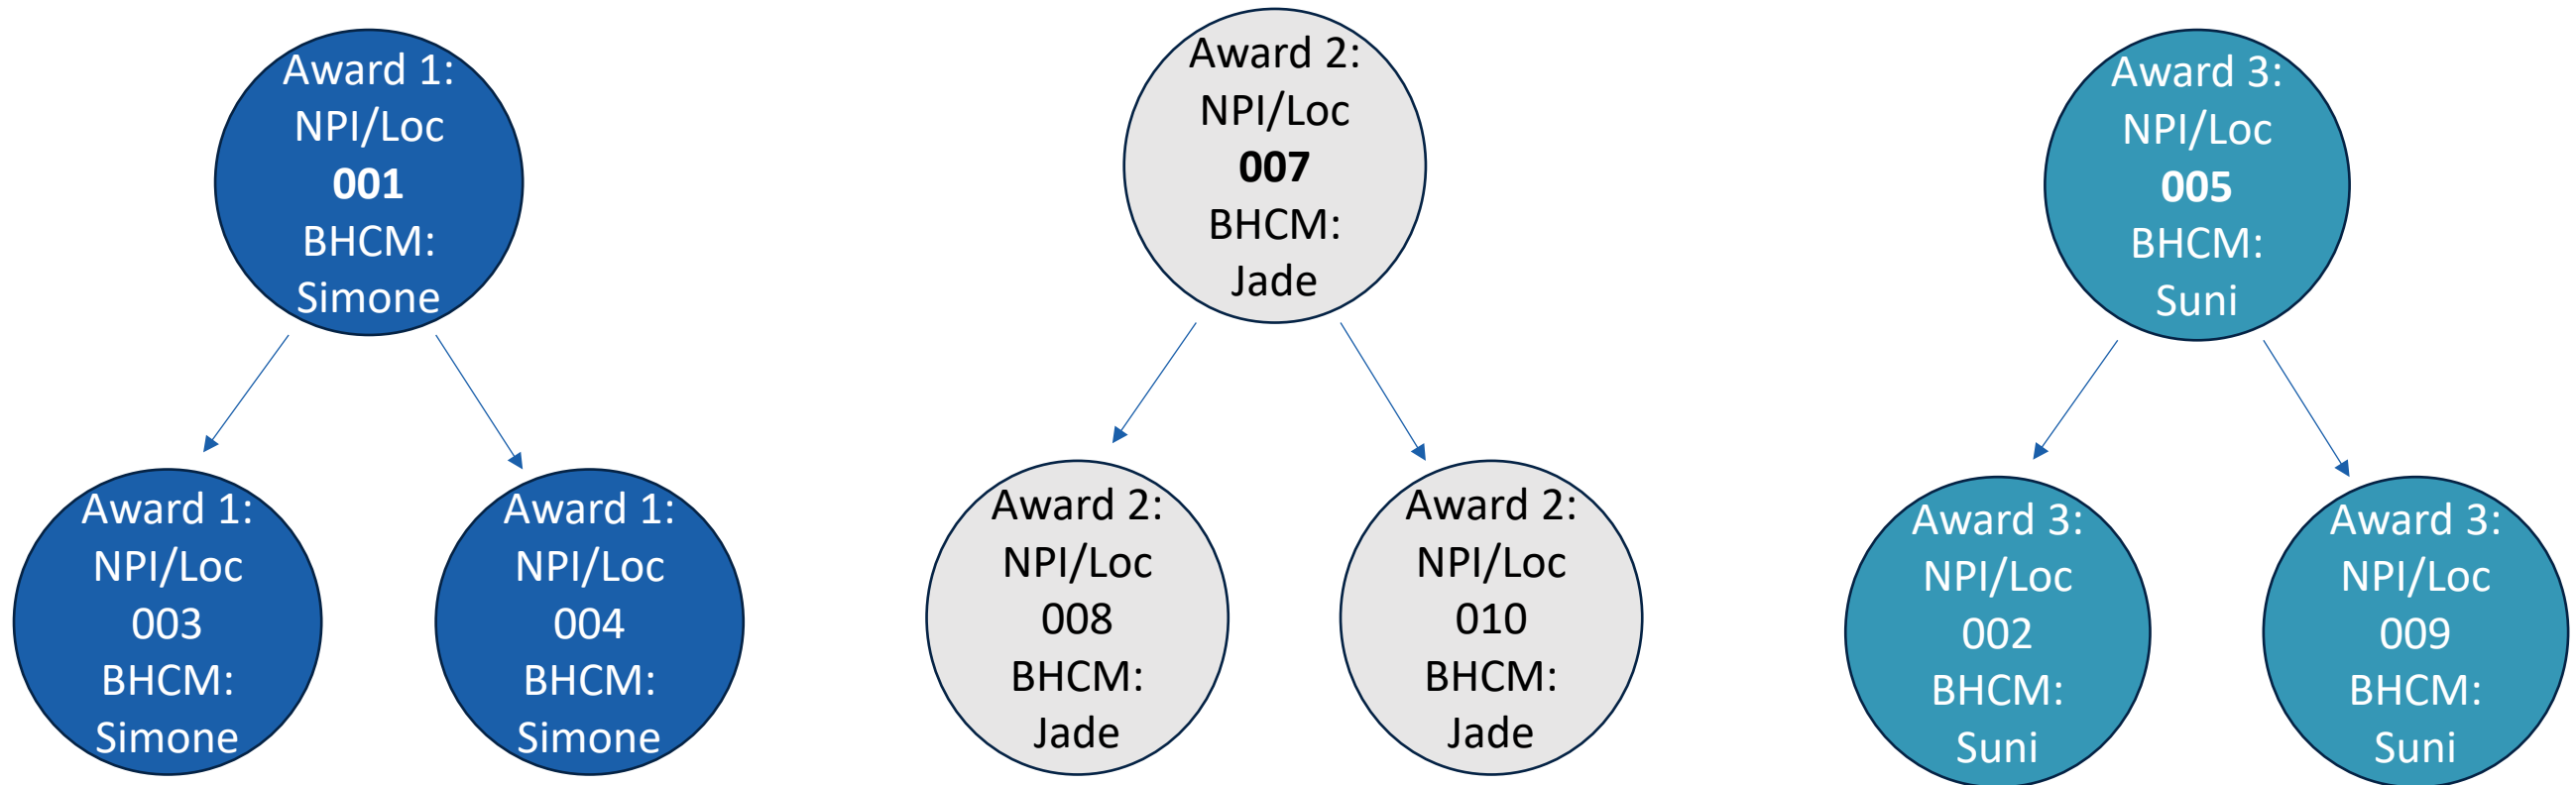 Award 1:
NPI/Loc
001
BHCM:
Simone
Award 2:
NPI/Loc
007
BHCM:
Jade
Award 3:
NPI/Loc
005
BHCM:
Suni
Award 1:
NPI/Loc
003
BHCM:
Simone
Award 1:
NPI/Loc
004
BHCM:
Simone
Award 2:
NPI/Loc
008
BHCM:
Jade
Award 2:
NPI/Loc
010
BHCM:
Jade
Award 3:
NPI/Loc
002
BHCM:
Suni
Award 3:
NPI/Loc
009
BHCM:
Suni